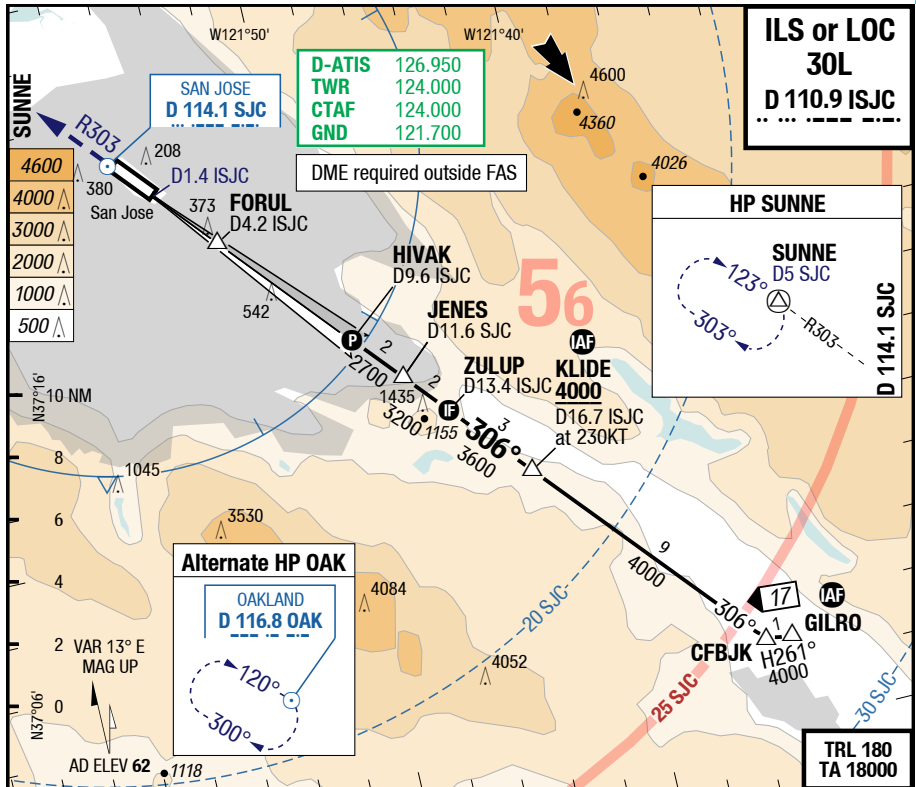 W121°50'
W121°40'
ILS or LOC
30L
D 110.9 ISJC
SUNNE
R303
SAN JOSE
D 114.1 SJC
D-ATIS 126.950
TWR 124.000
CTAF 124.000
GND 121.700
DME required outside FAS
4600
4360
4026
208
380
D1.4 ISJC
San Jose
373
FORUL
D4.2 ISJC
542
4600
4000
3000
2000
1000
500
HP SUNNE
SUNNE
D5 SJC
123°
303°
R303
D 114.1 SJC
HIVAK
D9.6 ISJC
P
2
2700
JENES
D11.6 SJC
2
56
IAF
KLIDE
4000
D16.7 ISJC
at 230KT
ZULUP
D13.4 ISJC
IF
1435
3200
1155
306°
3
3600
N37°16'
10 NM
8
6
4
2
0
N37°06'
1045
3530
4084
4052
1118
9
4000
306°
17
IAF
GILRO
1
CFBJK
H261°
4000
20 SJC
25 SJC
30 SJC
Alternate HP OAK
OAKLAND
D 116.8 OAK
120°
300°
VAR 13° E
MAG UP
AD ELEV 62
TRL 180
TA 18000